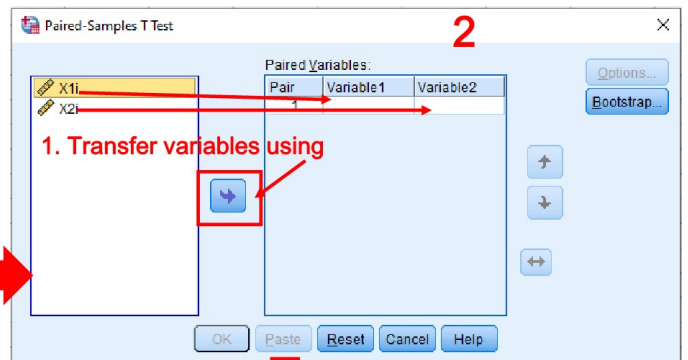 Paired-Samples T Test
2
Paired Variables:
Options...
X1i
Pair Variable1 Variable2
Bootstrap...
X2i
1
1. Transfer variables using
OK Paste Reset Cancel Help